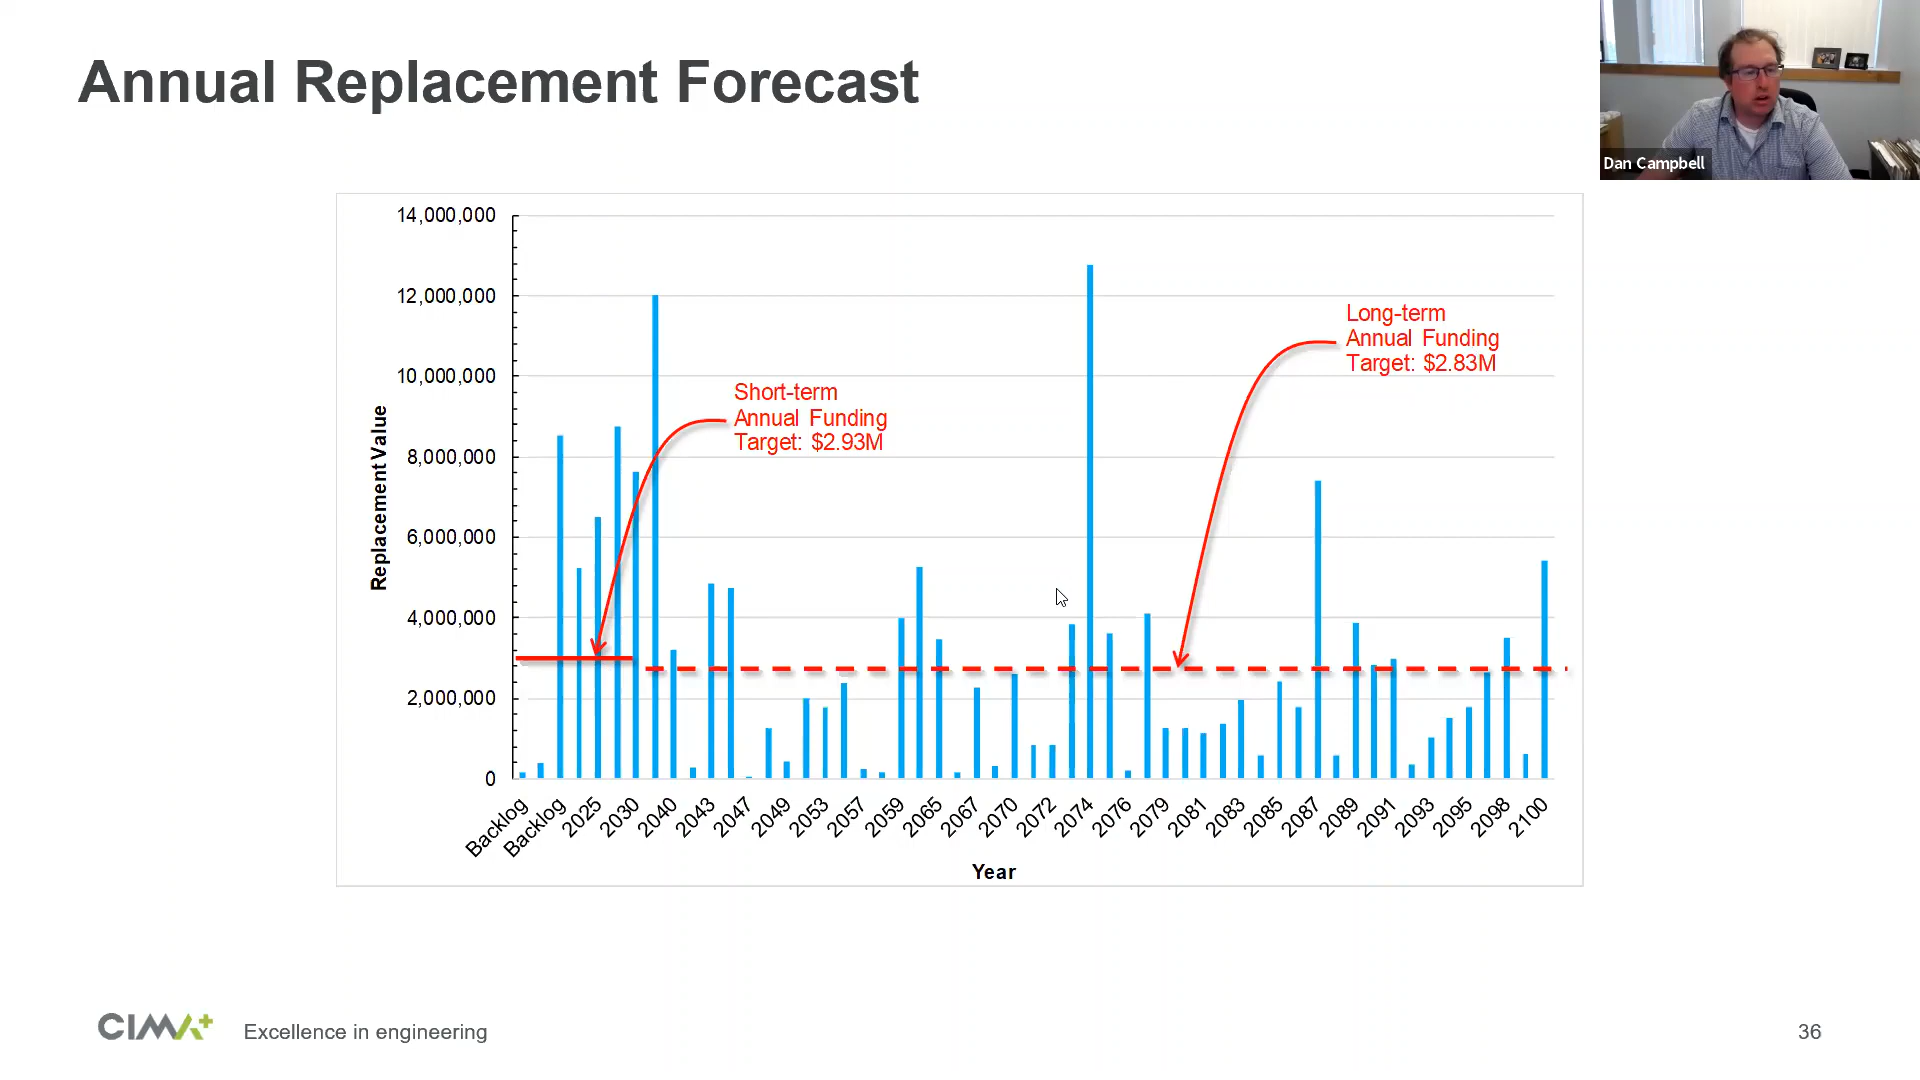 Annual Replacement Forecast
Dan Campbell
14,000,000
12,000,000
10,000,000
8,000,000
6,000,000
4,000,000
2,000,000
0
Replacement Value
Short-term
Annual Funding
Target: $2.93M
Long-term
Annual Funding
Target: $2.83M
Backlog
Backlog
2025
2030
2040
2043
2047
2049
2053
2057
2059
2065
2067
2070
2072
2074
2076
2079
2081
2083
2085
2087
2089
2091
2093
2095
2098
2100
Year
CIMA+
Excellence in engineering
36